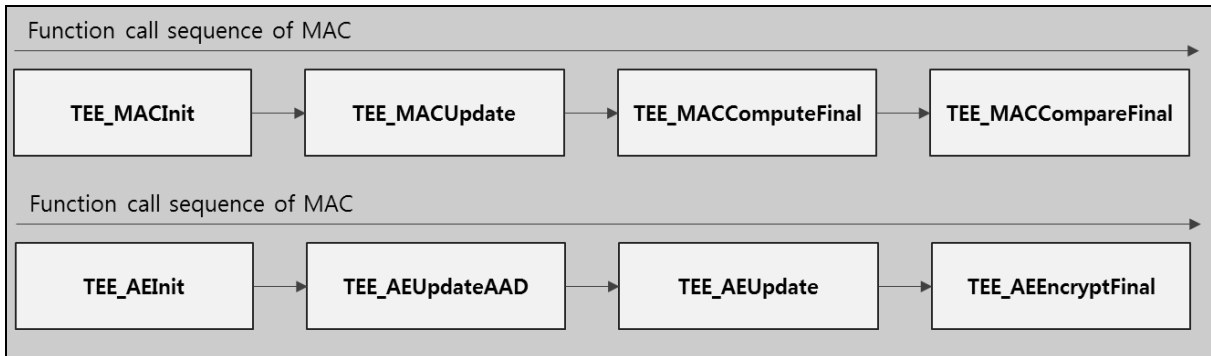 Function call sequence of MAC
TEE_MACInit
TEE_MACUpdate
TEE_MACComputeFinal
TEE_MACCompareFinal
Function call sequence of MAC
TEE_AEInit
TEE_AEUpdateAAD
TEE_AEUpdate
TEE_AEEncryptFinal